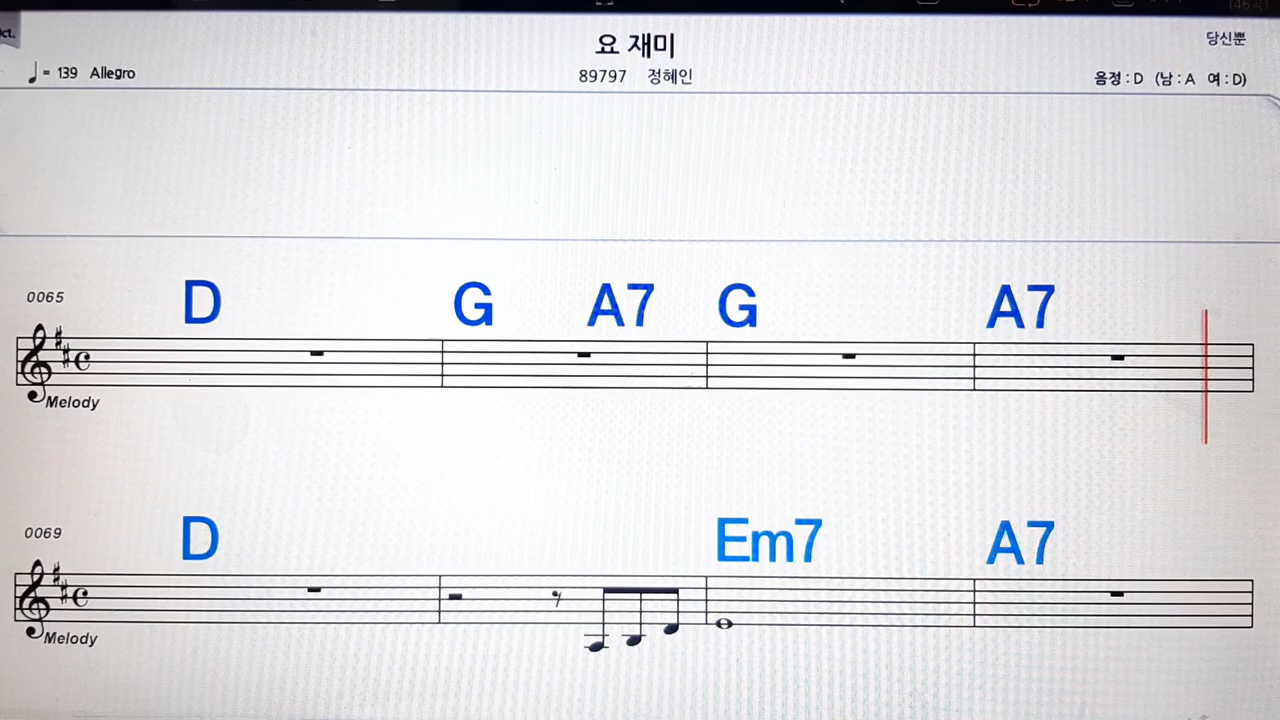 요 재미
당신뿐
♩ = 139 Allegro
89797 정혜인
음정 : D (남 : A 여 : D)
0065
D G A7 G A7
Melody
0069
D Em7 A7
Melody